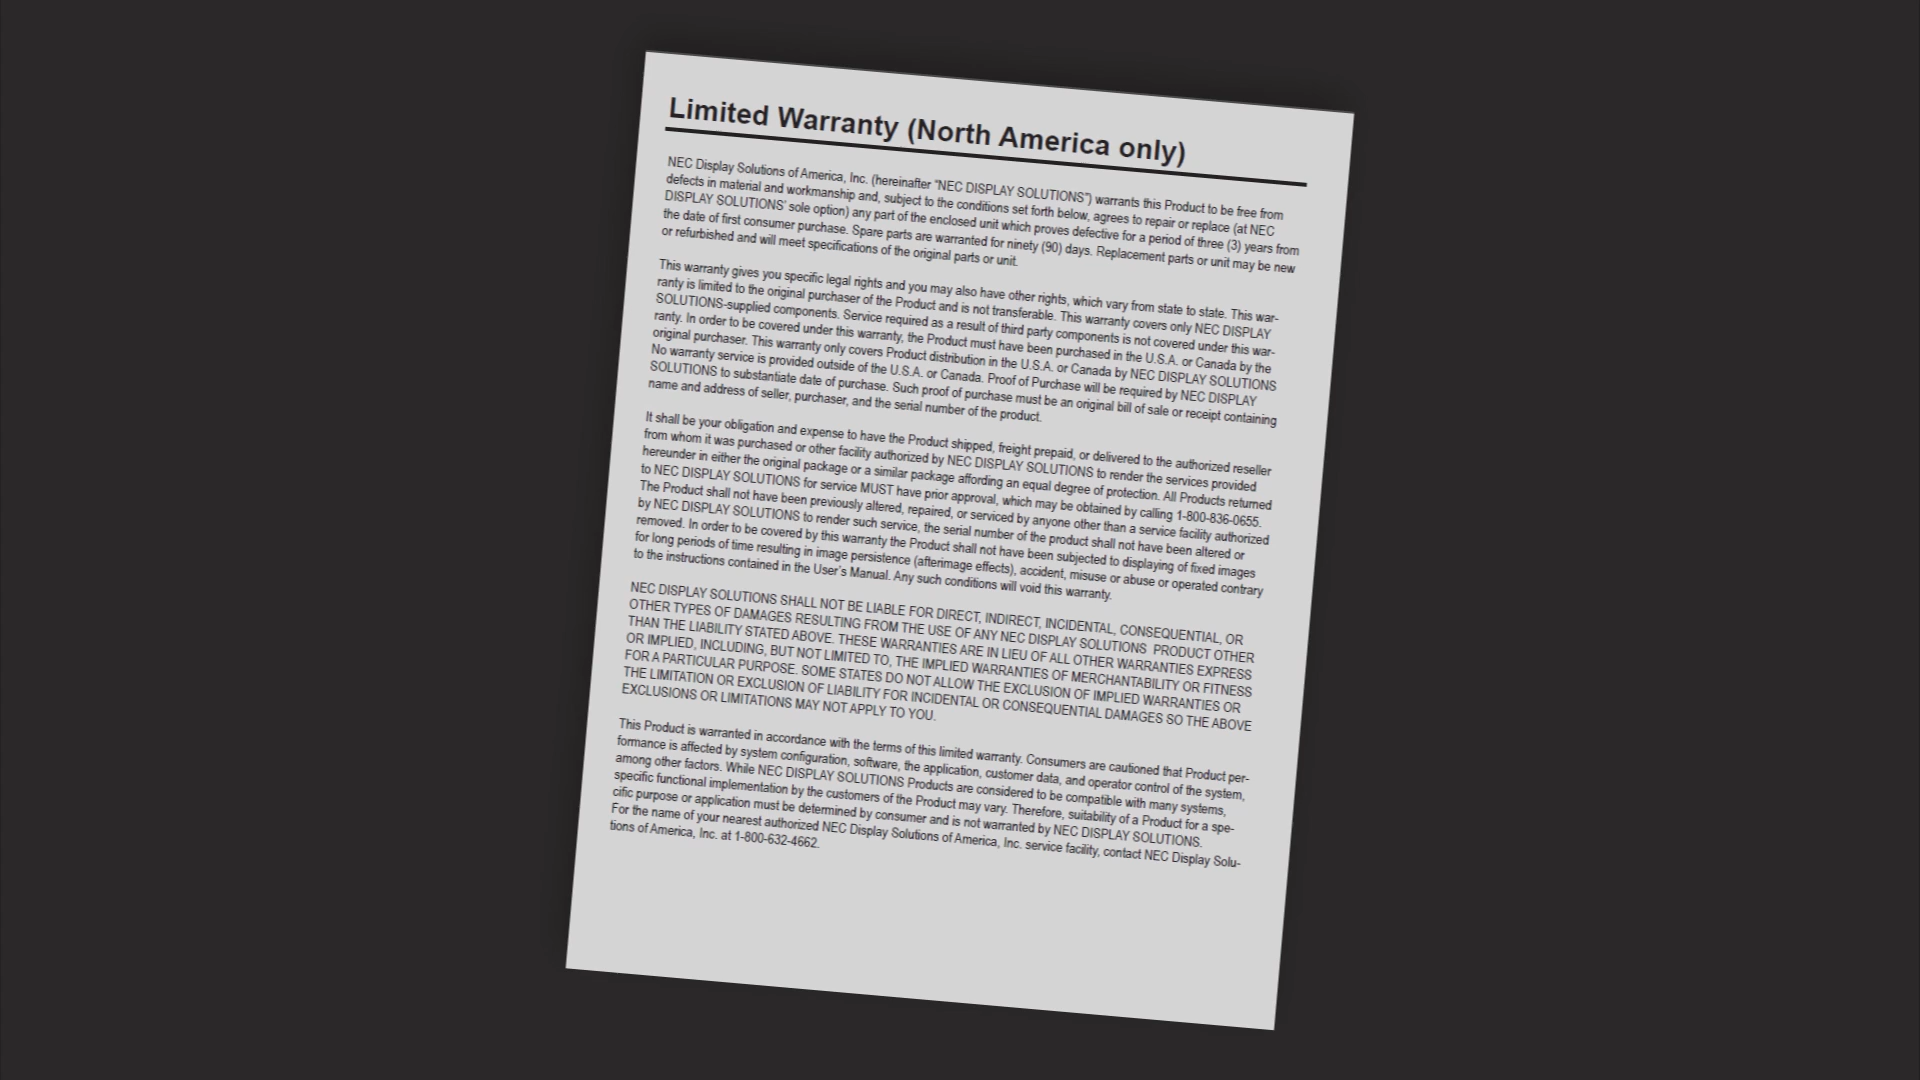 Limited Warranty (North America only)
NEC Display Solutions of America, Inc. (hereinafter "NEC DISPLAY SOLUTIONS") warrants this Product to be free from
defects in material and workmanship and, subject to the conditions set forth below, agrees to repair or replace (at NEC
DISPLAY SOLUTIONS' sole option) any part of the enclosed unit which proves defective for a period of three (3) years from
the date of first consumer purchase. Spare parts are warranted for ninety (90) days. Replacement parts or unit may be new
or refurbished and will meet specifications of the original parts or unit.
This warranty gives you specific legal rights and you may also have other rights, which vary from state to state. This war-
ranty is limited to the original purchaser of the Product and is not transferable. This warranty covers only NEC DISPLAY
SOLUTIONS-supplied components. Service required as a result of third party components is not covered under this war-
ranty. In order to be covered under this warranty, the Product must have been purchased in the U.S.A. or Canada by the
original purchaser. This warranty only covers Product distribution in the U.S.A. or Canada by NEC DISPLAY SOLUTIONS
No warranty service is provided outside of the U.S.A. or Canada. Proof of Purchase will be required by NEC DISPLAY
SOLUTIONS to substantiate date of purchase. Such proof of purchase must be an original bill of sale or receipt containing
name and address of seller, purchaser, and the serial number of the product.
It shall be your obligation and expense to have the Product shipped, freight prepaid, or delivered to the authorized reseller
from whom it was purchased or other facility authorized by NEC DISPLAY SOLUTIONS to render the services provided
hereunder in either the original package or a similar package affording an equal degree of protection. All Products returned
to NEC DISPLAY SOLUTIONS for service MUST have prior approval, which may be obtained by calling 1-800-836-0655.
The Product shall not have been previously altered, repaired, or serviced by anyone other than a service facility authorized
by NEC DISPLAY SOLUTIONS to render such service, the serial number of the product shall not have been altered or
removed. In order to be covered by this warranty the Product shall not have been subjected to displaying of fixed images
for long periods of time resulting in image persistence (afterimage effects), accident, misuse or abuse or operated contrary
to the instructions contained in the User's Manual. Any such conditions will void this warranty.
NEC DISPLAY SOLUTIONS SHALL NOT BE LIABLE FOR DIRECT, INDIRECT, INCIDENTAL, CONSEQUENTIAL, OR
OTHER TYPES OF DAMAGES RESULTING FROM THE USE OF ANY NEC DISPLAY SOLUTIONS PRODUCT OTHER
THAN THE LIABILITY STATED ABOVE. THESE WARRANTIES ARE IN LIEU OF ALL OTHER WARRANTIES EXPRESS
OR IMPLIED, INCLUDING, BUT NOT LIMITED TO, THE IMPLIED WARRANTIES OF MERCHANTABILITY OR FITNESS
FOR A PARTICULAR PURPOSE. SOME STATES DO NOT ALLOW THE EXCLUSION OF IMPLIED WARRANTIES OR
THE LIMITATION OR EXCLUSION OF LIABILITY FOR INCIDENTAL OR CONSEQUENTIAL DAMAGES SO THE ABOVE
EXCLUSIONS OR LIMITATIONS MAY NOT APPLY TO YOU.
This Product is warranted in accordance with the terms of this limited warranty. Consumers are cautioned that Product per-
formance is affected by system configuration, software, the application, customer data, and operator control of the system,
among other factors. While NEC DISPLAY SOLUTIONS Products are considered to be compatible with many systems,
specific functional implementation by the customers of the Product may vary. Therefore, suitability of a Product for a spe-
cific purpose or application must be determined by consumer and is not warranted by NEC DISPLAY SOLUTIONS.
For the name of your nearest authorized NEC Display Solutions of America, Inc. service facility, contact NEC Display Solu-
tions of America, Inc. at 1-800-632-4662.